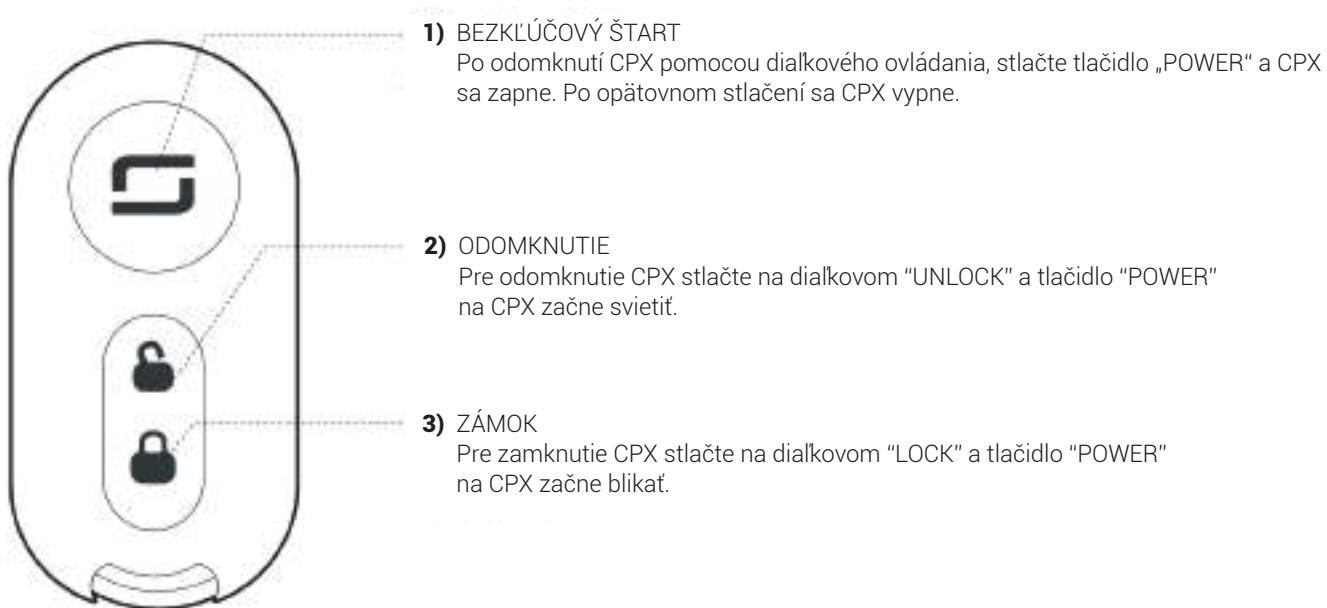 1) BEZKĽÚČOVÝ ŠTART
Po odomknutí CPX pomocou diaľkového ovládania, stlačte tlačidlo „POWER“ a CPX
sa zapne. Po opätovnom stlačení sa CPX vypne.
2) ODOMKNUTIE
Pre odomknutie CPX stlačte na diaľkovom “UNLOCK” a tlačidlo “POWER”
na CPX začne svietiť.
3) ZÁMOK
Pre zamknutie CPX stlačte na diaľkovom “LOCK” a tlačidlo “POWER”
na CPX začne blikať.